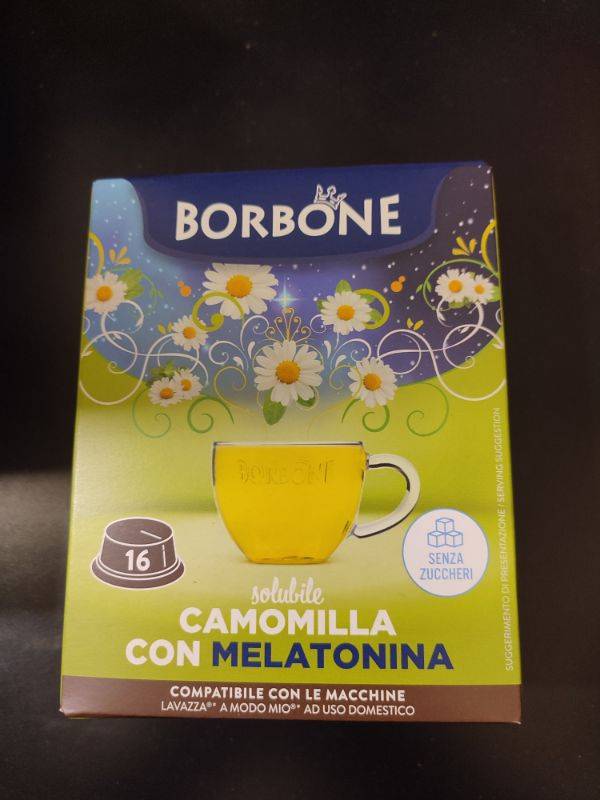 BORBONE
BORBONE
16
SENZA
ZUCCHERI
solubile
CAMOMILLA
CON MELATONINA
COMPATIBILE CON LE MACCHINE
LAVAZZA®* A MODO MIO®* AD USO DOMESTICO
SUGGERIMENTO DI PRESENTAZIONE / SERVING SUGGESTION